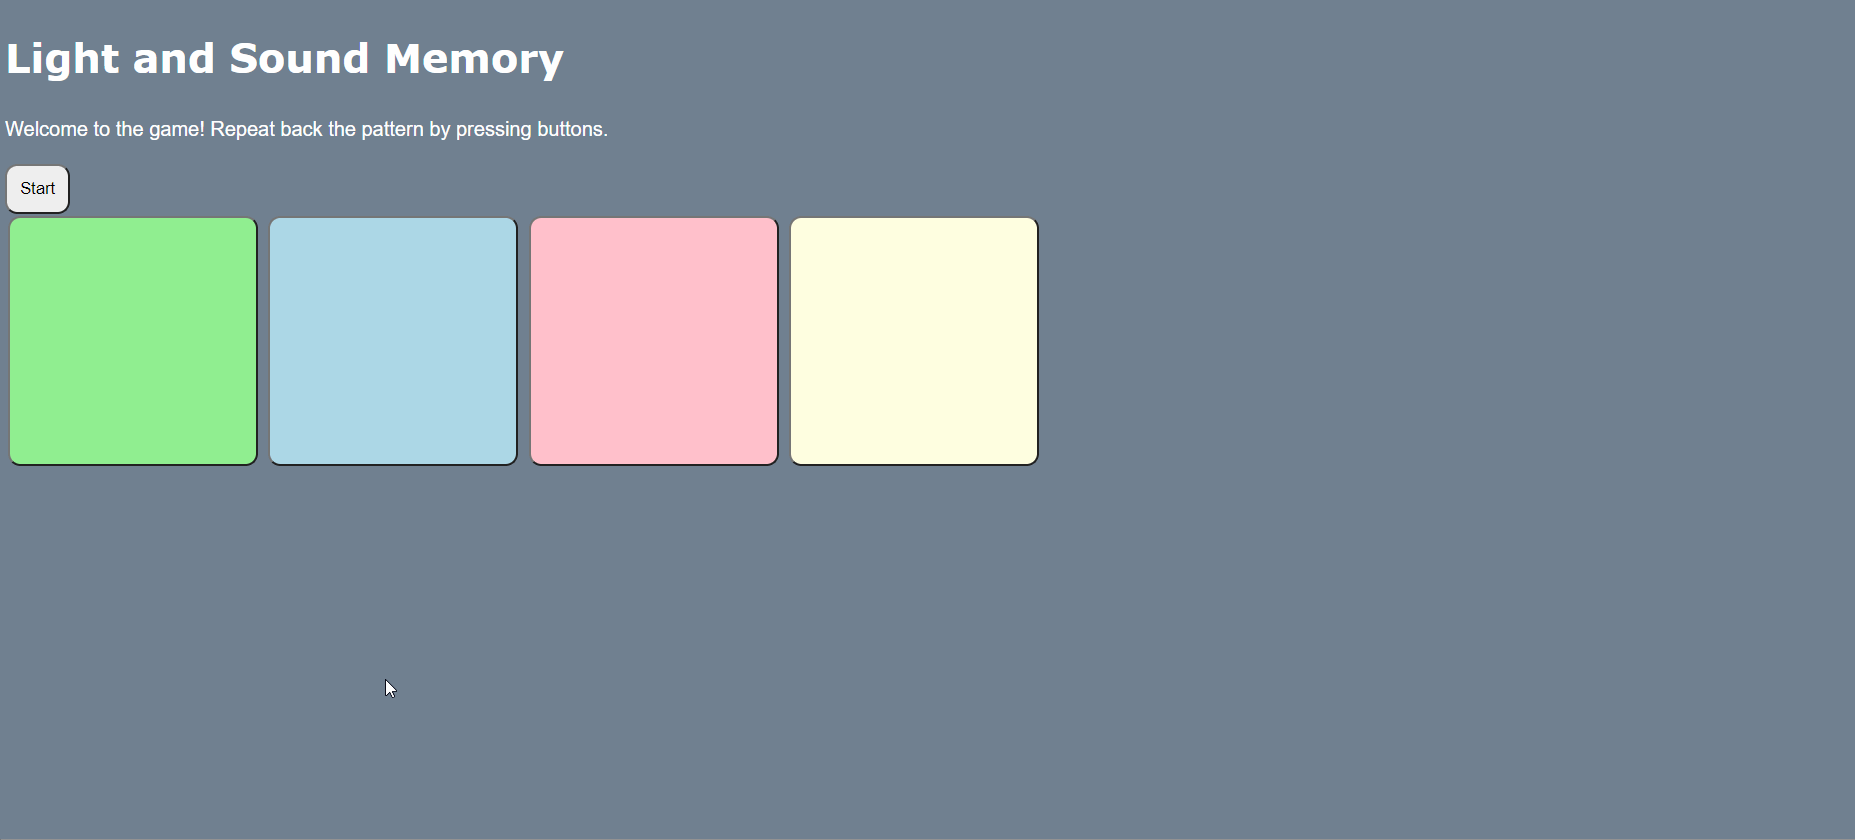 Light and Sound Memory
Welcome to the game! Repeat back the pattern by pressing buttons.
Start